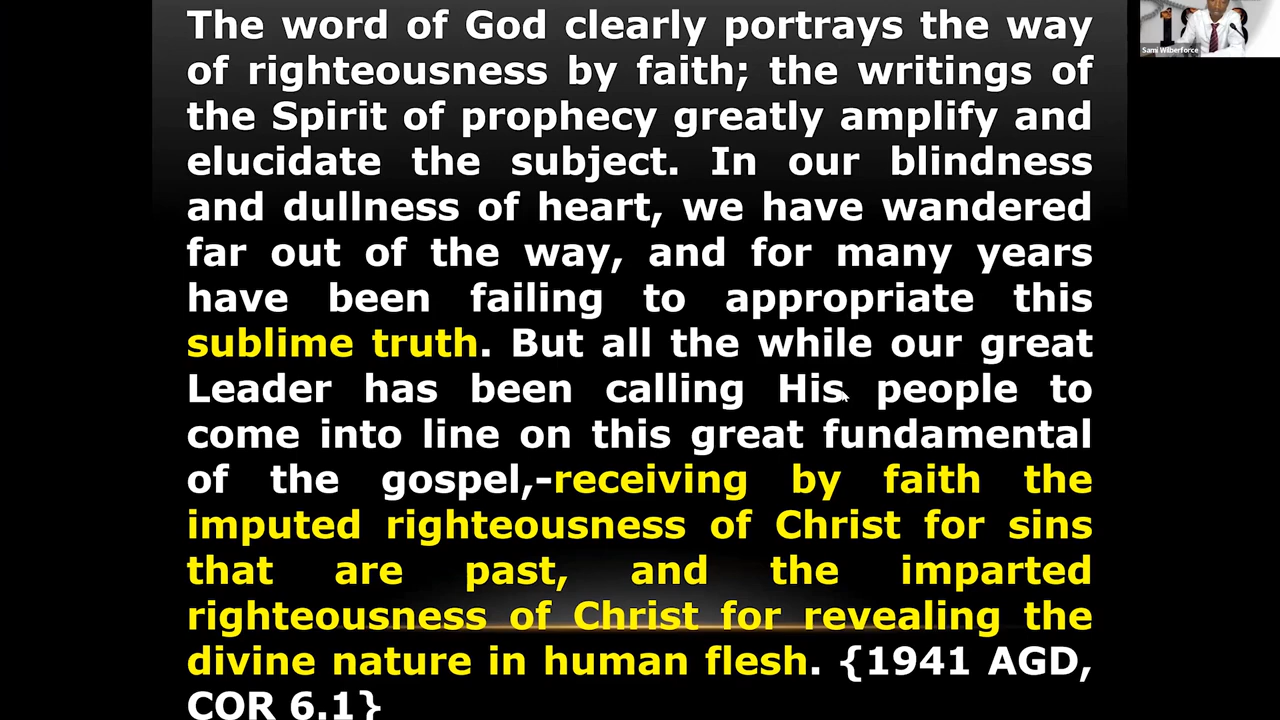 The word of God clearly portrays the way
of righteousness by faith; the writings of
the Spirit of prophecy greatly amplify and
elucidate the subject. In our blindness
and dullness of heart, we have wandered
far out of the way, and for many years
have been failing to appropriate this
sublime truth. But all the while our great
Leader has been calling His people to
come into line on this great fundamental
of the gospel,-receiving by faith the
imputed righteousness of Christ for sins
that are past, and the imparted
righteousness of Christ for revealing the
divine nature in human flesh. {1941 AGD,
COR 6.1}
Sami Wilberforce